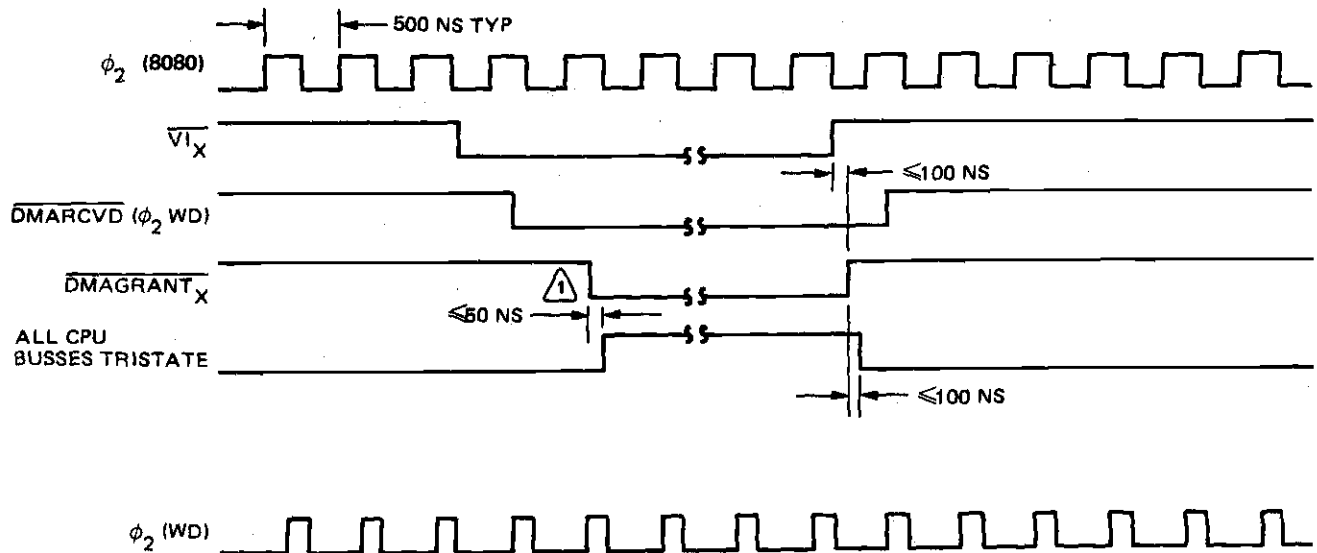 500 NS TYP
ϕ2 (8080)
VIX
≤100 NS
DMARCVD (ϕ2 WD)
DMAGRANTX
1
≤50 NS
ALL CPU
BUSSES TRISTATE
≤100 NS
ϕ2 (WD)